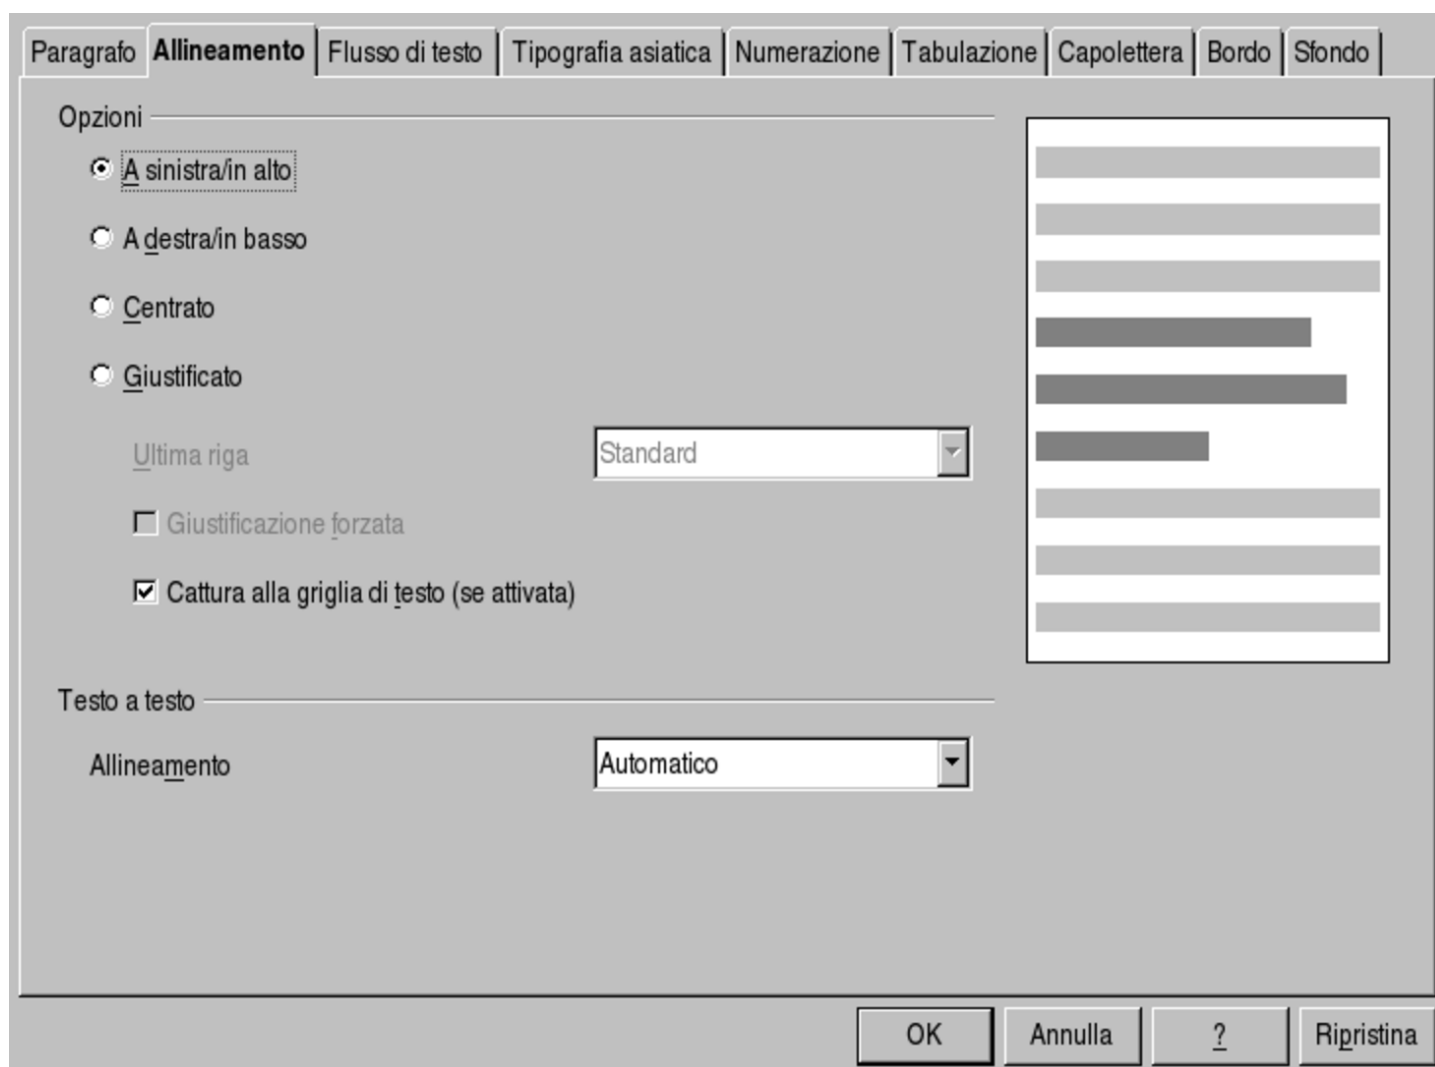 Paragrafo Allineamento Flusso di testo Tipografia asiatica Numerazione Tabulazione Capolettera Bordo Sfondo
Opzioni
A sinistra/in alto
A destra/in basso
Centrato
Giustificato
Ultima riga Standard
Giustificazione forzata
Cattura alla griglia di testo (se attivata)
Testo a testo
Allineamento Automatico
OK Annulla ? Ripristina